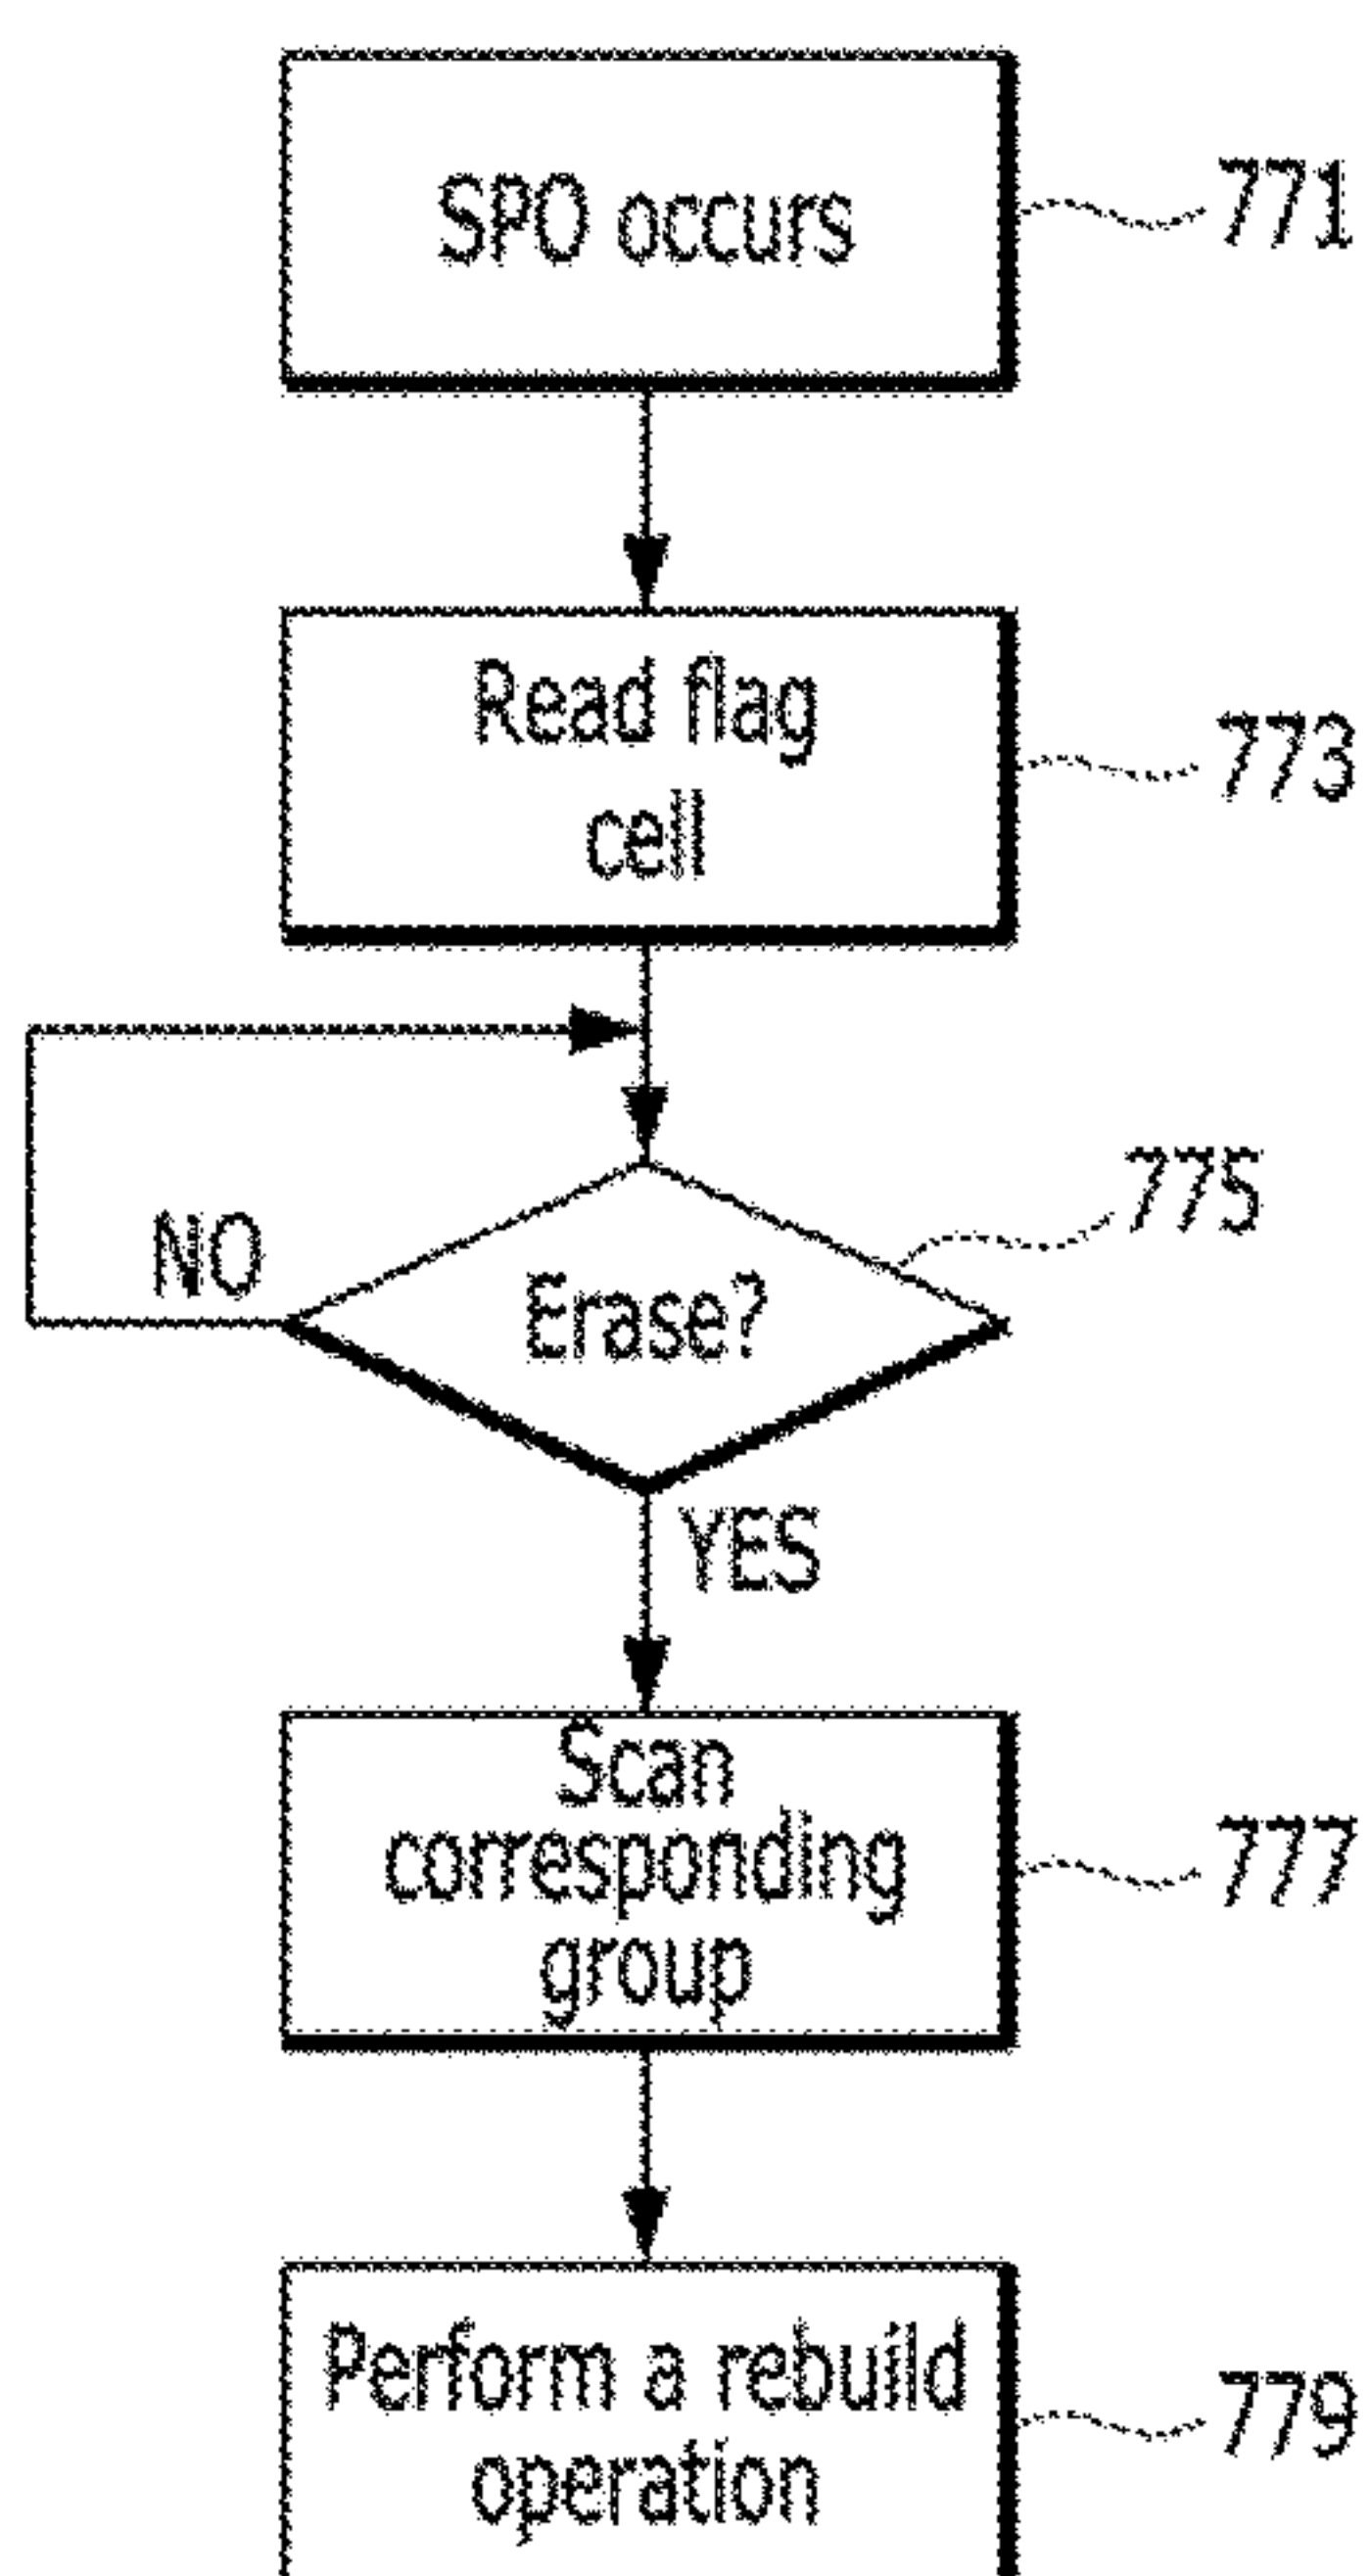 SPO occurs
771
Read flag
cell
773
775
NO
Erase?
YES
Scan
corresponding
group
777
Perform a rebuild
operation
779